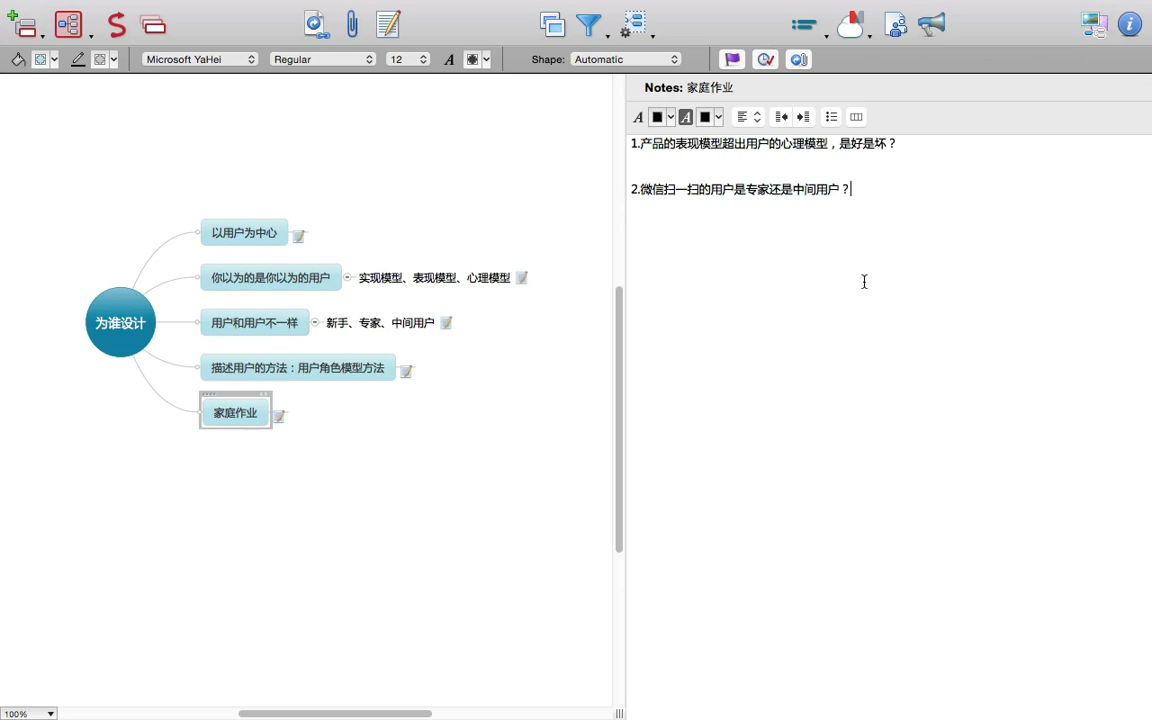 Microsoft YaHei
Regular
12
Shape:
Automatic
Notes: 家庭作业
1.产品的表现模型超出用户的心理模型，是好是坏？
2.微信扫一扫的用户是专家还是中间用户？
为谁设计
以用户为中心
你以为的是你以为的用户
实现模型、表现模型、心理模型
用户和用户不一样
新手、专家、中间用户
描述用户的方法：用户角色模型方法
家庭作业
100%